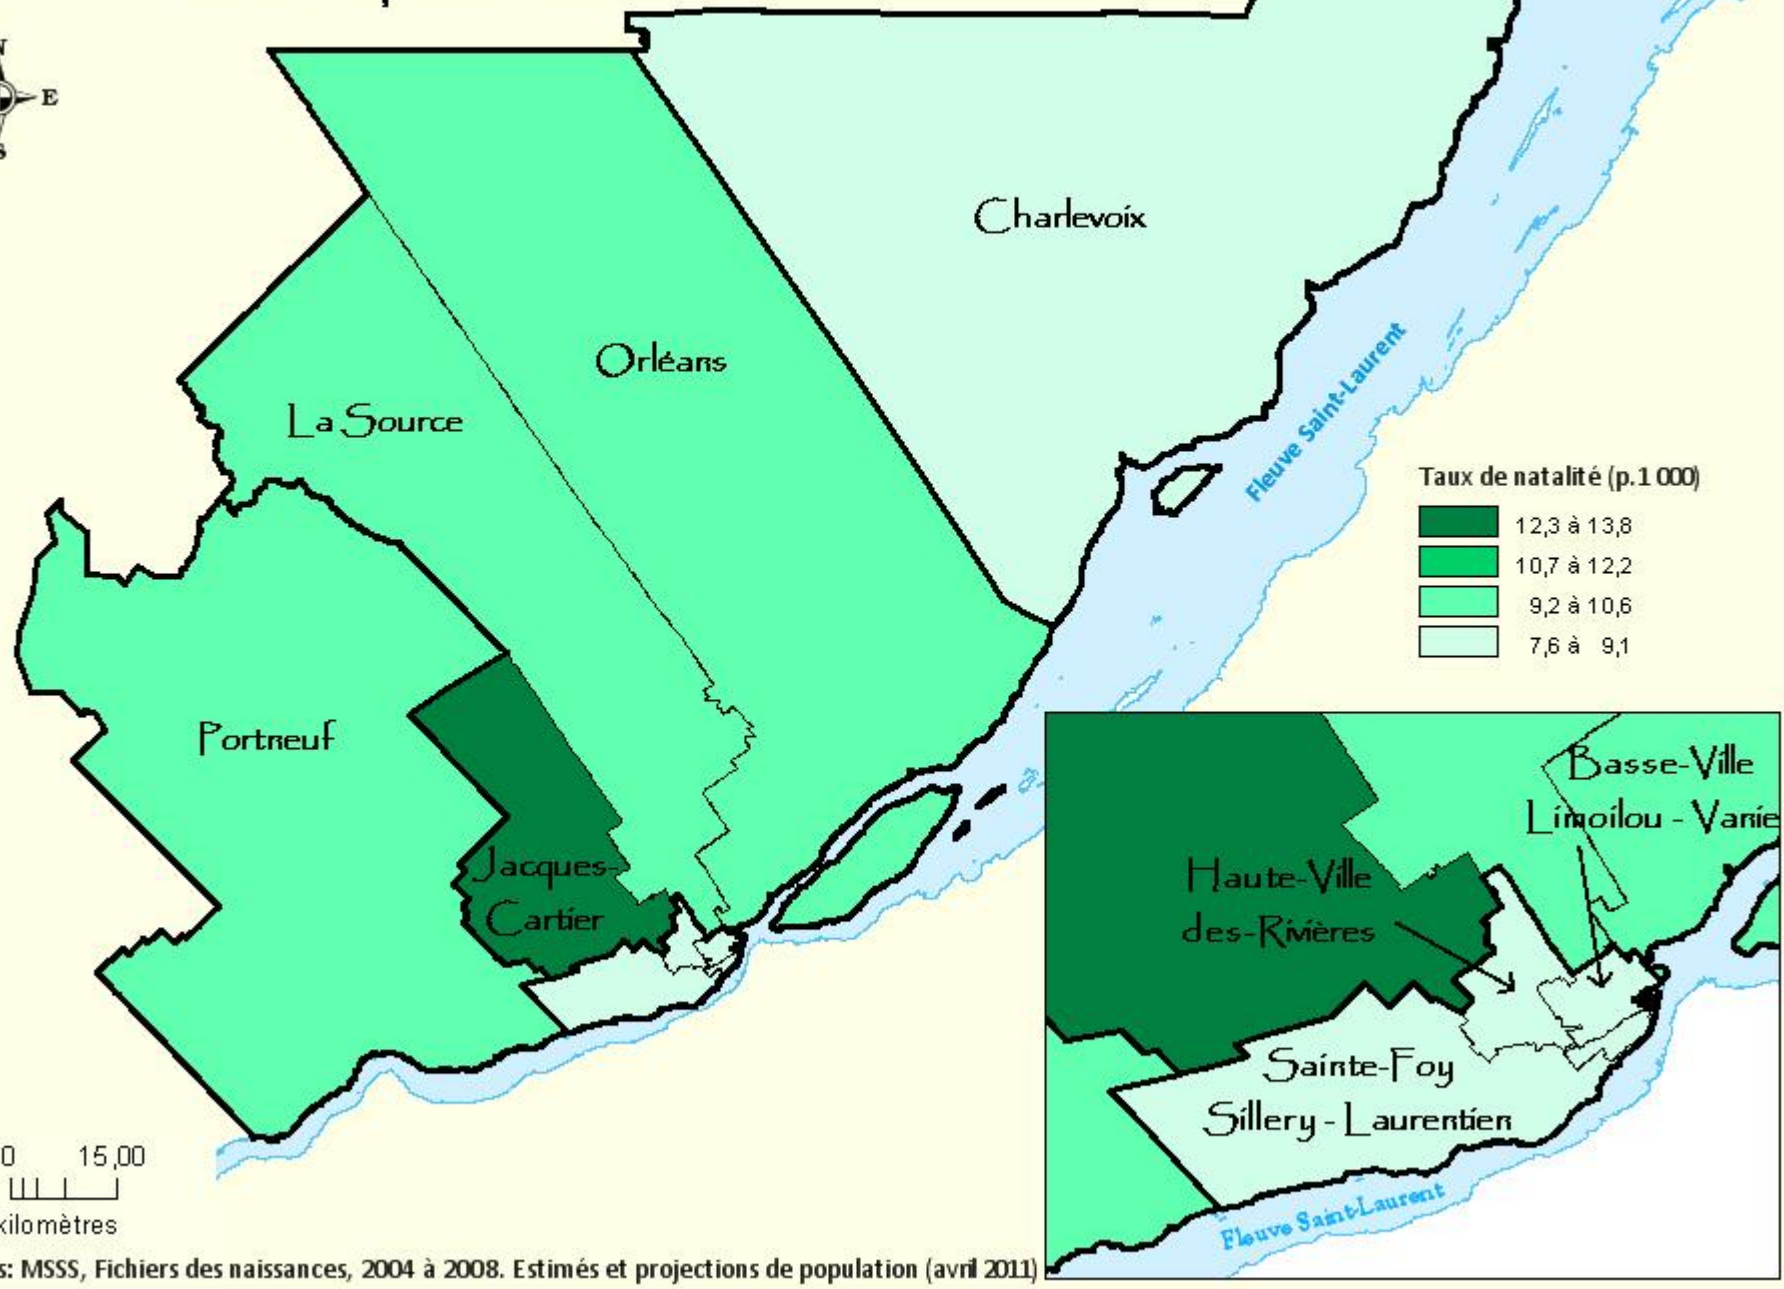 N
E
S
Charlevoix
Orléans
La Source
Fleuve Saint-Laurent
Taux de natalité (p.1 000)
12,3 à 13,8
10,7 à 12,2
9,2 à 10,6
7,6 à 9,1
Portneuf
Jacques-
Cartier
Basse-Ville
Limoilou - Vanie
Haute-Ville
des-Rivières
Sainte-Foy
Sillery - Laurentien
Fleuve Saint-Laurent
0 15,00
kilomètres
s: MSSS, Fichiers des naissances, 2004 à 2008. Estimés et projections de population (avril 2011)